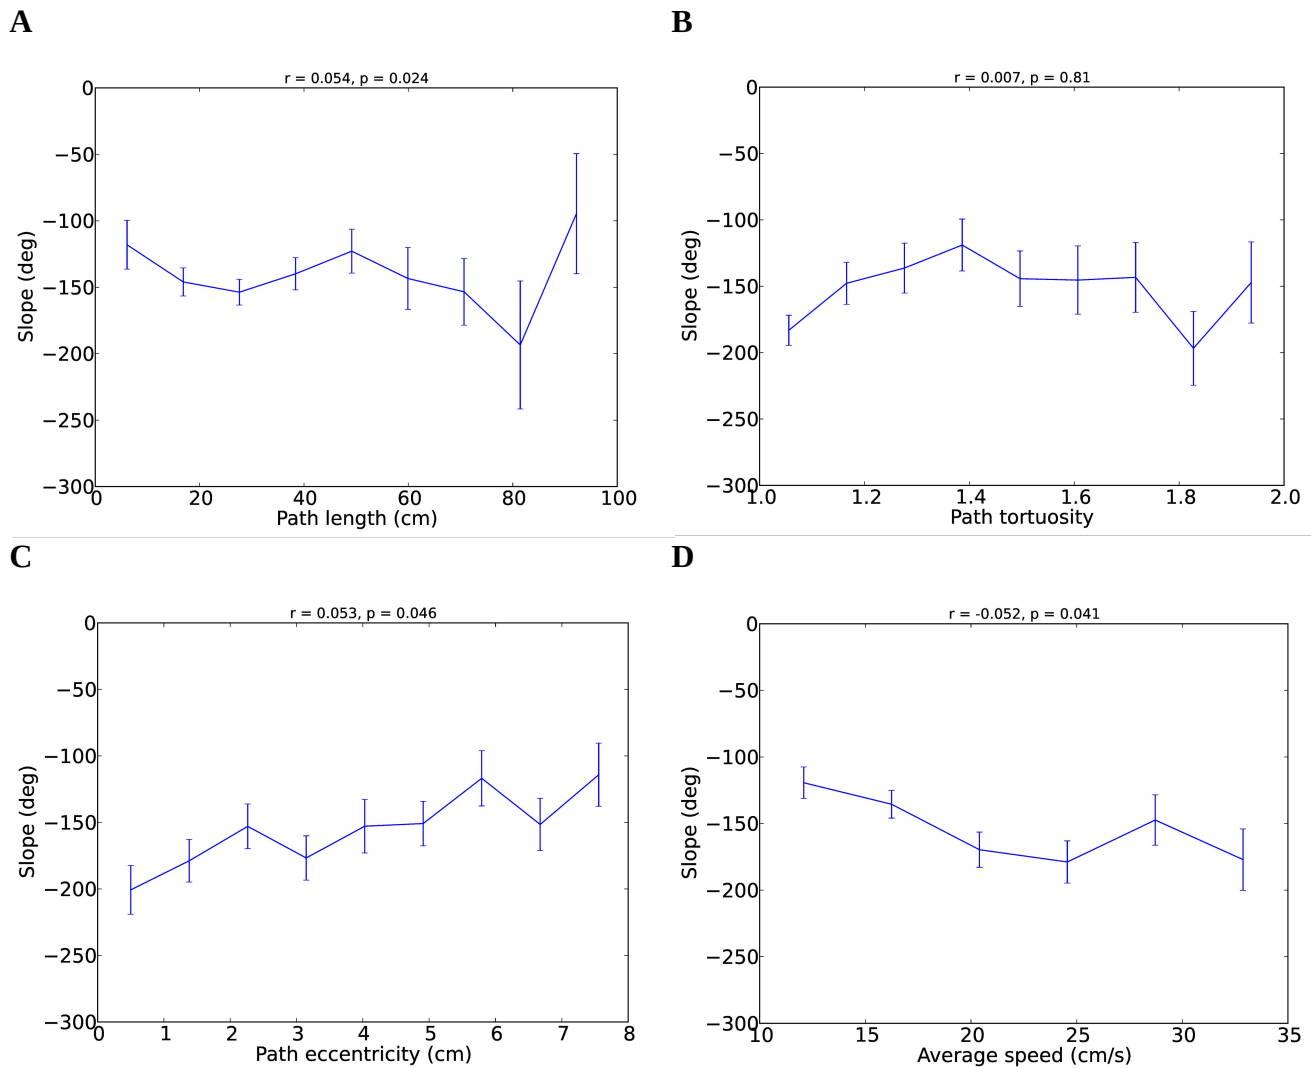 A
r = 0.054, p = 0.024
0
−50
−100
−150
−200
−250
−300
Slope (deg)
0 20 40 60 80 100
Path length (cm)
B
r = 0.007, p = 0.81
0
−50
−100
−150
−200
−250
−300
Slope (deg)
1.0 1.2 1.4 1.6 1.8 2.0
Path tortuosity
C
r = 0.053, p = 0.046
0
−50
−100
−150
−200
−250
−300
Slope (deg)
0 1 2 3 4 5 6 7 8
Path eccentricity (cm)
D
r = -0.052, p = 0.041
0
−50
−100
−150
−200
−250
−300
Slope (deg)
10 15 20 25 30 35
Average speed (cm/s)